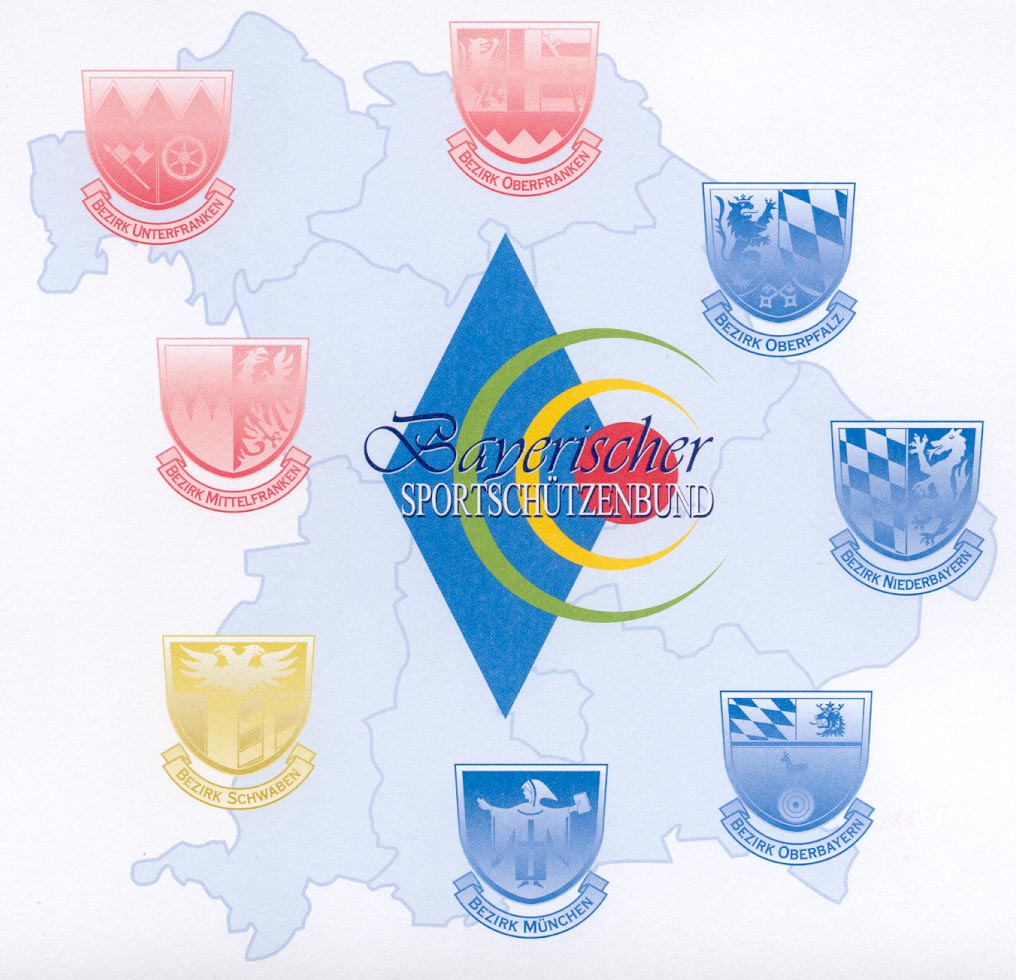 BEZIRK UNTERFRANKEN
BEZIRK OBERFRANKEN
BEZIRK OBERPFALZ
BEZIRK MITTELFRANKEN
Bayerischer
SPORTSCHÜTZENBUND
BEZIRK NIEDERBAYERN
BEZIRK SCHWABEN
BEZIRK OBERBAYERN
BEZIRK MÜNCHEN